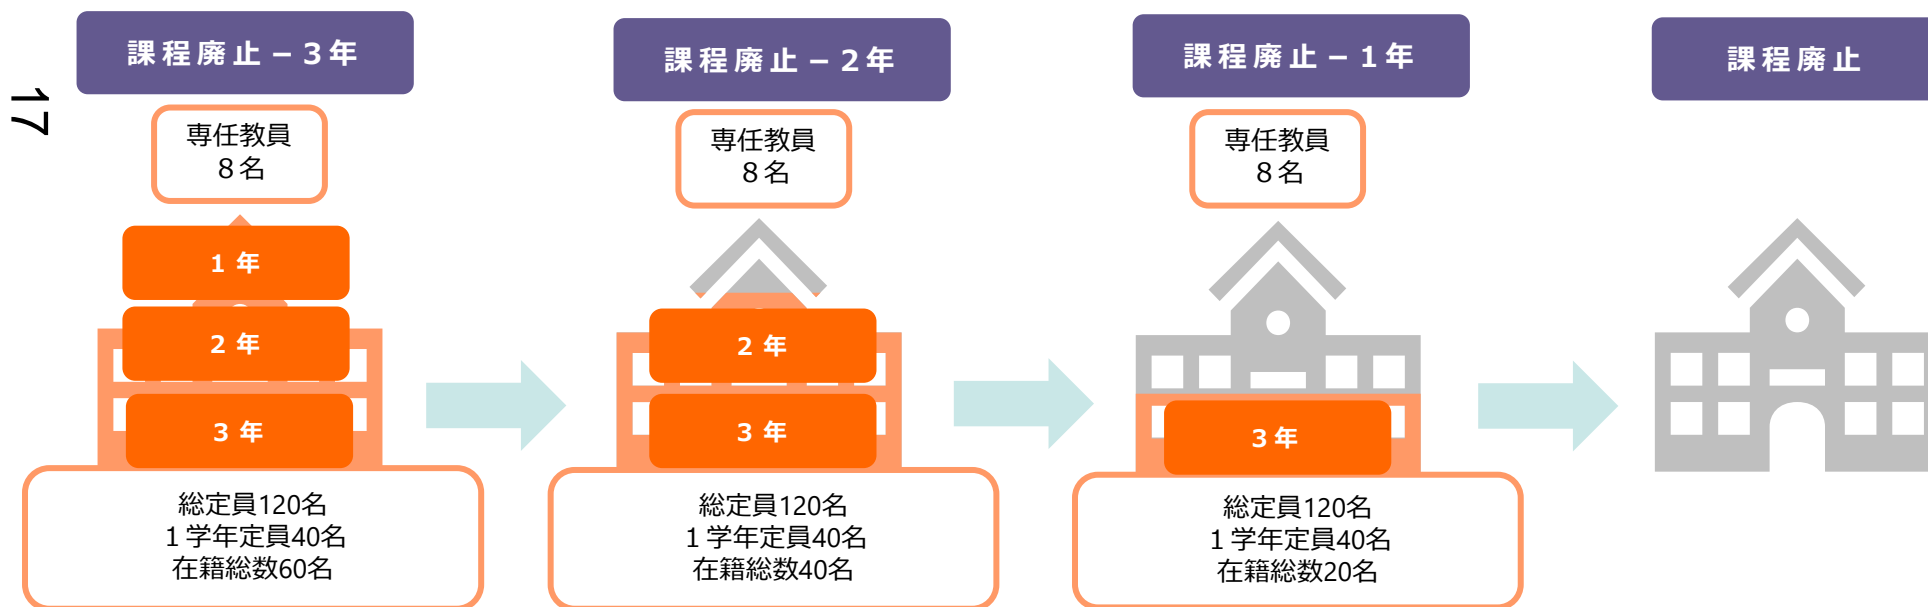 17
課程廃止－3年
専任教員
８名
1 年
2 年
3 年
総定員120名
１学年定員40名
在籍総数60名
課程廃止－2年
専任教員
８名
2 年
3 年
総定員120名
１学年定員40名
在籍総数40名
課程廃止－1年
専任教員
８名
3 年
総定員120名
１学年定員40名
在籍総数20名
課程廃止